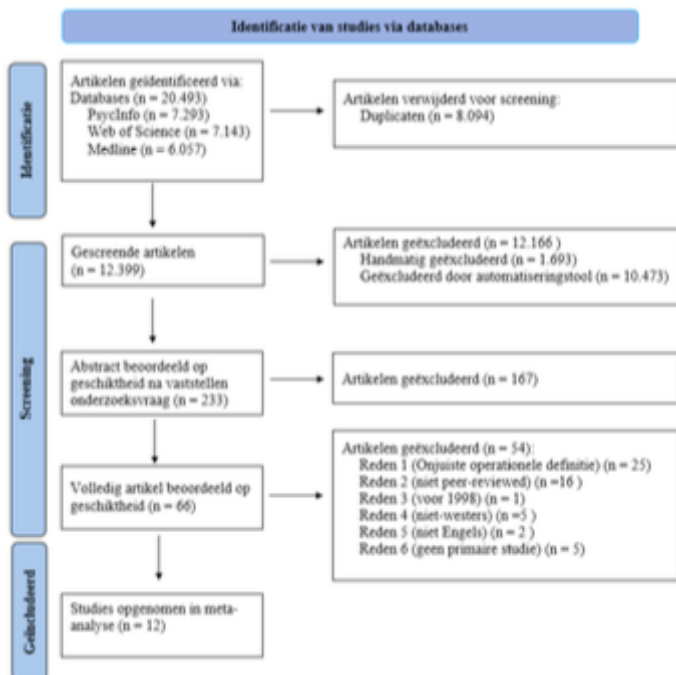 Identificatie van studies via databases
Identificatie
Artikelen geïdentificeerd via:
Databases (n = 20.493)
PsycInfo (n = 7.293)
Web of Science (n = 7.143)
Medline (n = 6.057)
Artikelen verwijderd voor screening:
Duplicaten (n = 8.094)
Screening
Gescreende artikelen
(n = 12.399)
Artikelen geëxcludeerd (n = 12.166 )
Handmatig geëxcludeerd (n = 1.693)
Geëxcludeerd door automatiseringstool (n = 10.473)
Abstract beoordeeld op
geschiktheid na vaststellen
onderzoeksvraag (n = 233)
Artikelen geëxcludeerd (n = 167)
Volledig artikel beoordeeld op
geschiktheid (n = 66)
Artikelen geëxcludeerd (n = 54):
Reden 1 (Onjuiste operationele definitie) (n = 25)
Reden 2 (niet peer-reviewed) (n =16 )
Reden 3 (voor 1998) (n = 1)
Reden 4 (niet-westers) (n =5 )
Reden 5 (niet Engels) (n = 2 )
Reden 6 (geen primaire studie) (n = 5)
Geïncludeerd
Studies opgenomen in meta-
analyse (n = 12)